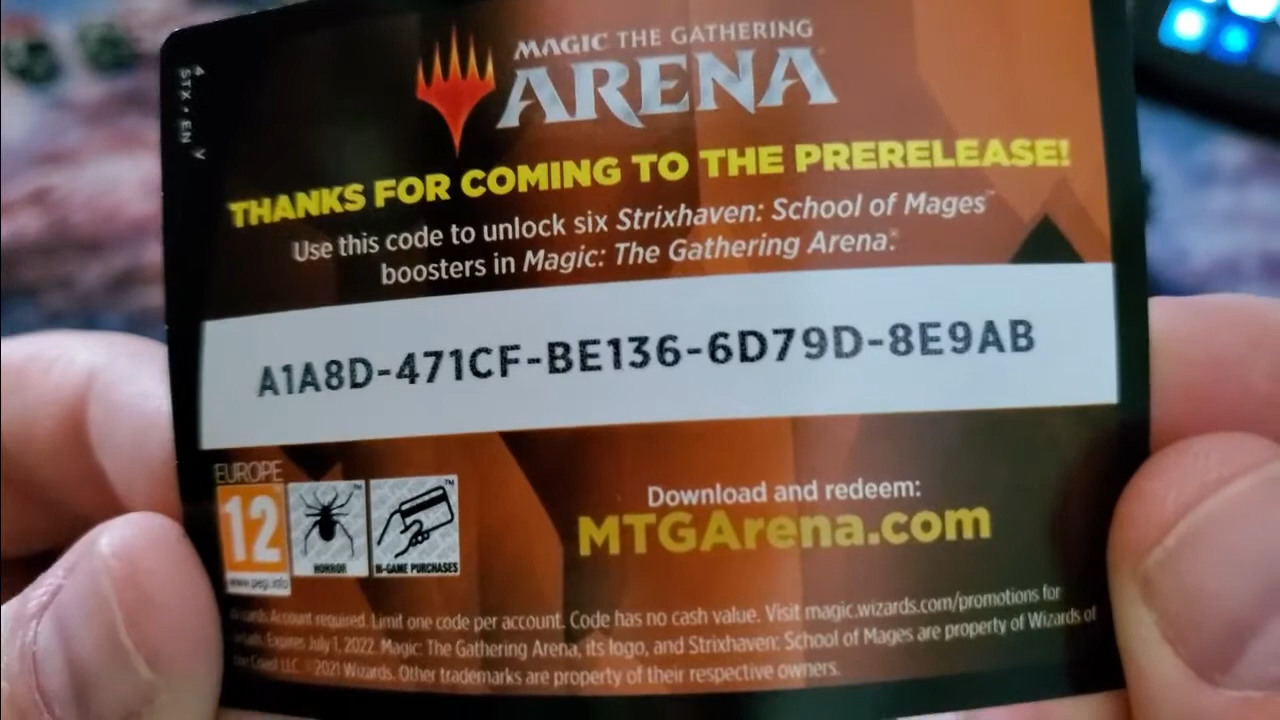 4
STX • EN Y
MAGIC THE GATHERING
ARENA
THANKS FOR COMING TO THE PRERELEASE!
Use this code to unlock six Strixhaven: School of Mages™
boosters in Magic: The Gathering Arena.®
A1A8D-471CF-BE136-6D79D-8E9AB
EUROPE
12
www.pegi.info
HORROR
IN-GAME PURCHASES
Download and redeem:
MTGArena.com
Account required. Limit one code per account. Code has no cash value. Visit magic.wizards.com/promotions for
Expires July 1, 2022. Magic: The Gathering Arena, its logo, and Strixhaven: School of Mages are property of Wizards of
the Coast LLC. ©2021 Wizards. Other trademarks are property of their respective owners.